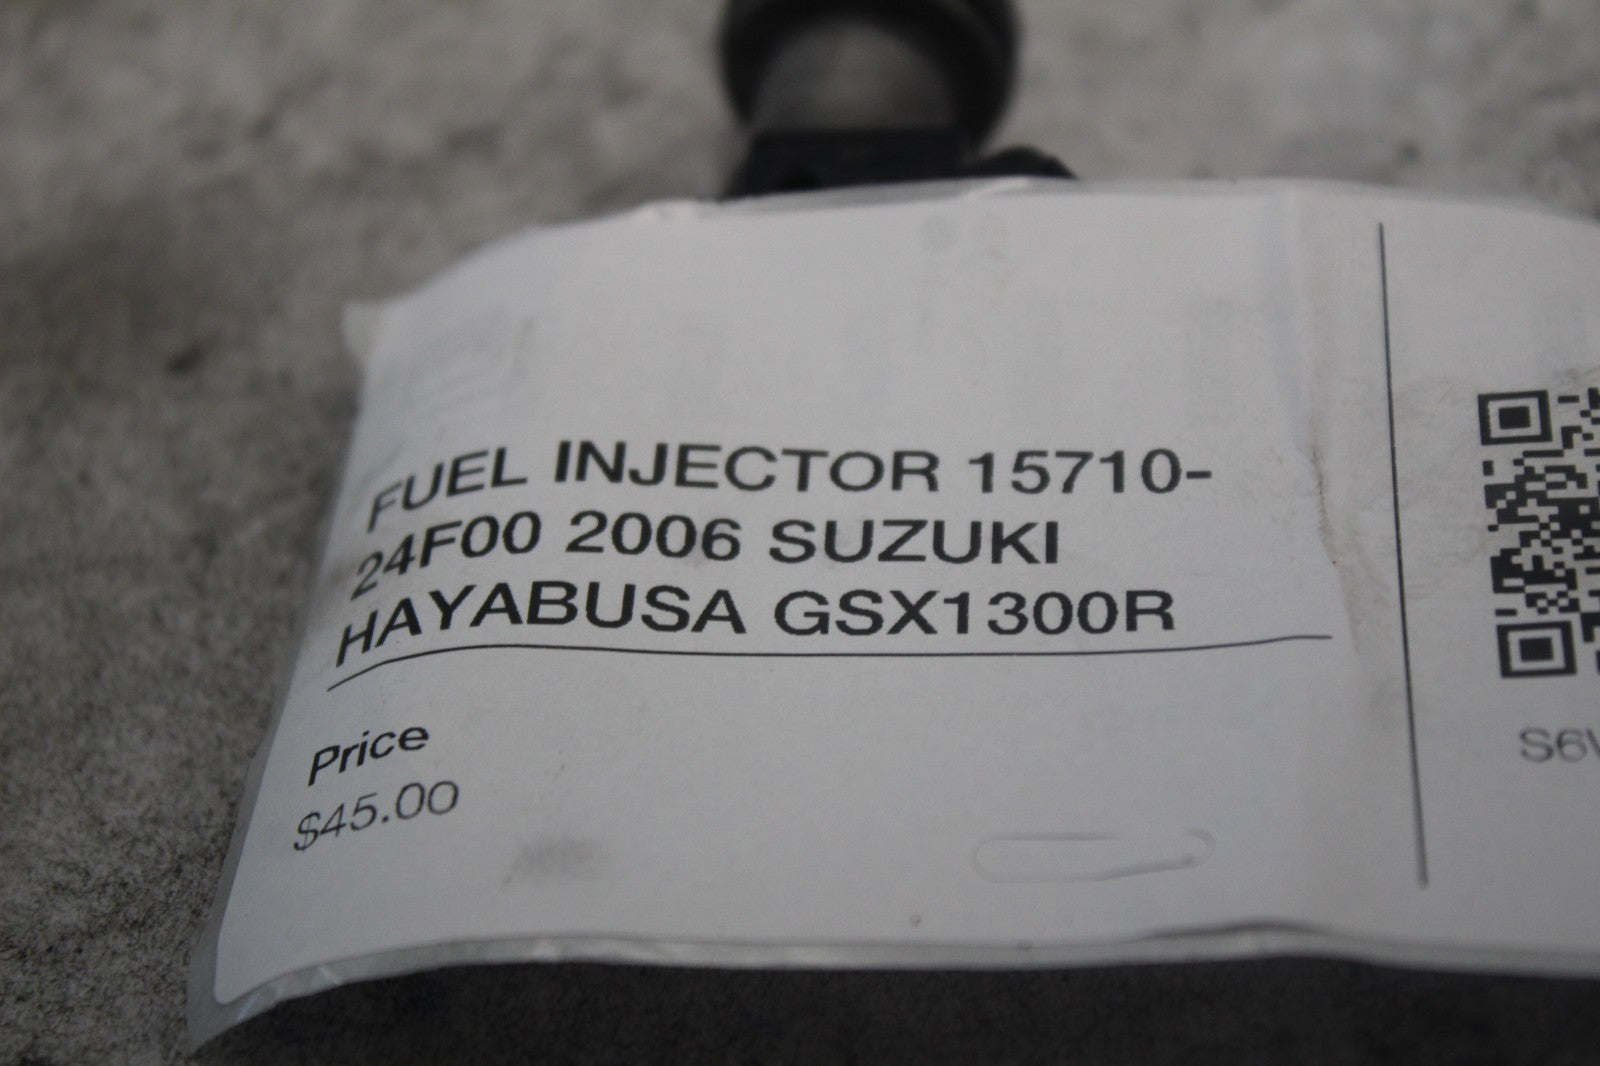 FUEL INJECTOR 15710-
24F00 2006 SUZUKI
HAYABUSA GSX1300R
Price
$45.00